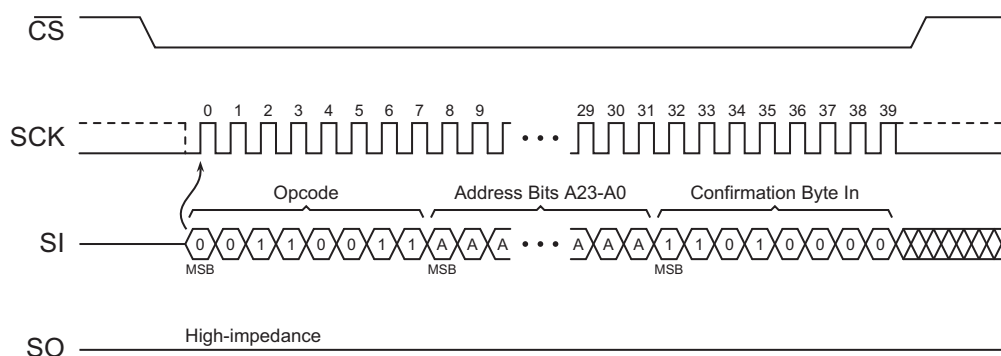 CS
0 1 2 3 4 5 6 7 8 9 29 30 31 32 33 34 35 36 37 38 39
SCK
Opcode Address Bits A23-A0 Confirmation Byte In
SI 0 0 1 1 0 0 1 1 A A A A A A 1 1 0 1 0 0 0 0
MSB MSB MSB
High-impedance
SO